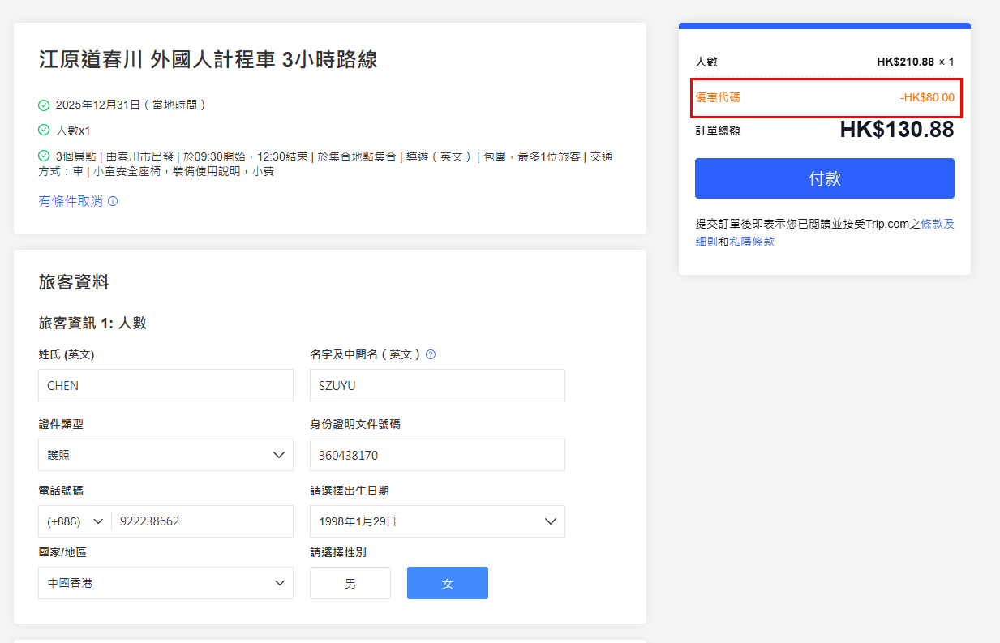 江原道春川 外國人計程車 3小時路線
2025年12月31日（當地時間）
人數x1
3個景點 | 由春川市出發 | 於09:30開始，12:30結束 | 於集合地點集合 | 導遊（英文） | 包團，最多1位旅客 | 交通
方式：車 | 小童安全座椅，裝備使用說明，小費
有條件取消
旅客資料
旅客資訊 1: 人數
姓氏 (英文)
名字及中間名（英文）
CHEN
SZUYU
證件類型
身份證明文件號碼
護照
360438170
電話號碼
請選擇出生日期
(+886) 922238662
1998年1月29日
國家/地區
請選擇性別
中國香港
男
女
人數 HK$210.88 × 1
優惠代碼 -HK$80.00
訂單總額 HK$130.88
付款
提交訂單後即表示您已閱讀並接受Trip.com之條款及
細則和私隱條款